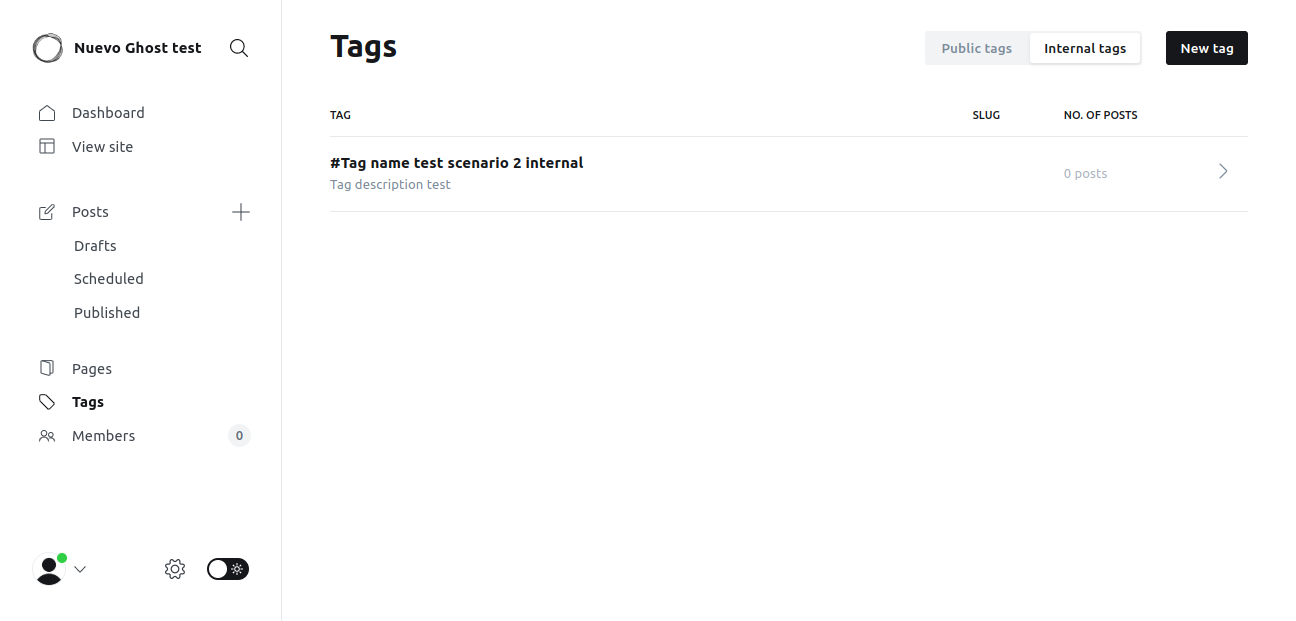 Nuevo Ghost test
Dashboard
View site
Posts
Drafts
Scheduled
Published
Pages
Tags
Members 0
Tags
Public tags Internal tags New tag
TAG SLUG NO. OF POSTS
#Tag name test scenario 2 internal
Tag description test
0 posts